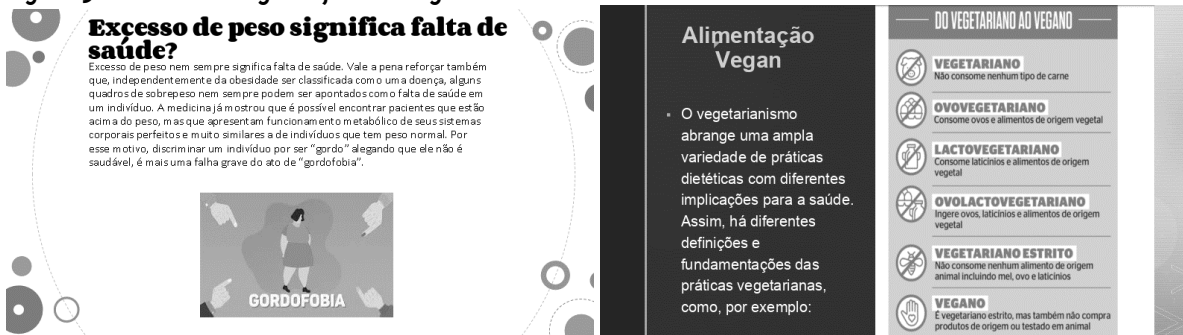 Excesso de peso significa falta de
saúde?
Excesso de peso nem sempre significa falta de saúde. Vale a pena reforçar também
que, independentemente da obesidade ser classificada como uma doença, alguns
quadros de sobrepeso nem sempre podem ser apontados como falta de saúde em
um indivíduo. A medicina já mostrou que é possível encontrar pacientes que estão
acima do peso, mas que apresentam funcionamento metabólico de seus sistemas
corporais perfeitos e muito similares a de indivíduos que tem peso normal. Por
esse motivo, discriminar um indivíduo por ser “gordo” alegando que ele não é
saudável, é mais uma falha grave do ato de “gordofobia”.
GORDOFOBIA
Alimentação
Vegan
▪ O vegetarianismo
abrange uma ampla
variedade de práticas
dietéticas com diferentes
implicações para a saúde.
Assim, há diferentes
definições e
fundamentações das
práticas vegetarianas,
como, por exemplo:
DO VEGETARIANO AO VEGANO
VEGETARIANO
Não consome nenhum tipo de carne
OVOVEGETARIANO
Consome ovos e alimentos de origem vegetal
LACTOVEGETARIANO
Consome laticínios e alimentos de origem
vegetal
OVOLACTOVEGETARIANO
Ingere ovos, laticínios e alimentos de origem
vegetal
VEGETARIANO ESTRITO
Não consome nenhum alimento de origem
animal incluindo mel, ovo e laticínios
VEGANO
É vegetariano estrito, mas também não compra
produtos de origem ou testado em animal